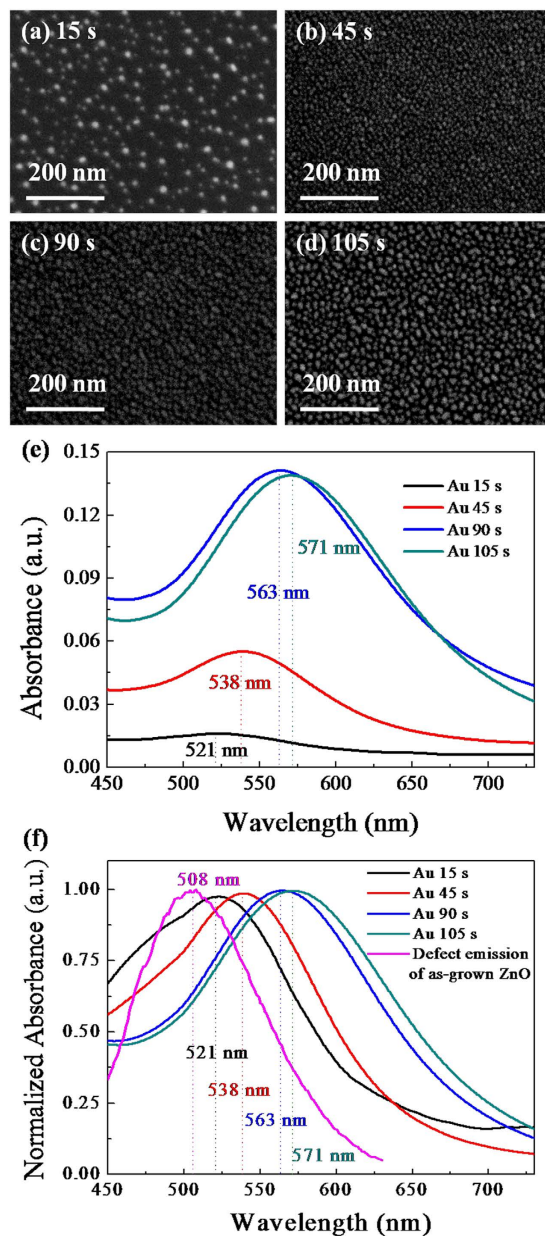 (a) 15 s
200 nm
(b) 45 s
200 nm
(c) 90 s
200 nm
(d) 105 s
200 nm
(e)
Absorbance (a.u.)
0.15
0.12
0.09
0.06
0.03
0.00
Au 15 s
Au 45 s
Au 90 s
Au 105 s
571 nm
563 nm
538 nm
521 nm
450 500 550 600 650 700
Wavelength (nm)
(f)
Normalized Absorbance (a.u.)
1.00
0.75
0.50
0.25
0.00
508 nm
Au 15 s
Au 45 s
Au 90 s
Au 105 s
Defect emission
of as-grown ZnO
521 nm
538 nm
563 nm
571 nm
450 500 550 600 650 700
Wavelength (nm)